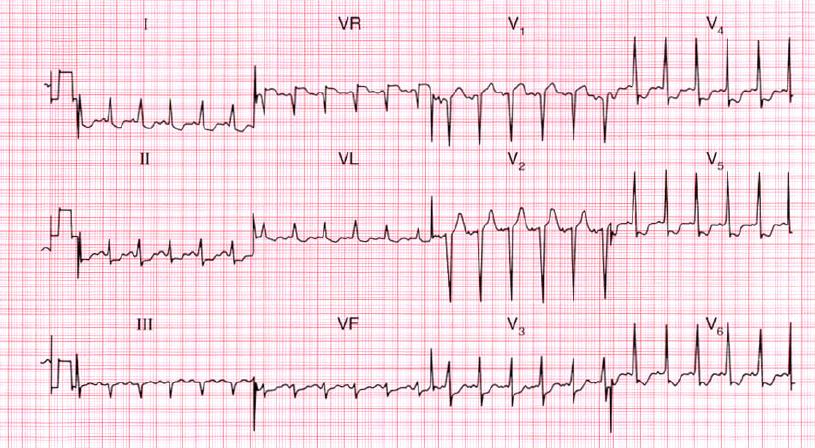 I VR V₁ V₄
II VL V₂ V₅
III VF V₃ V₆